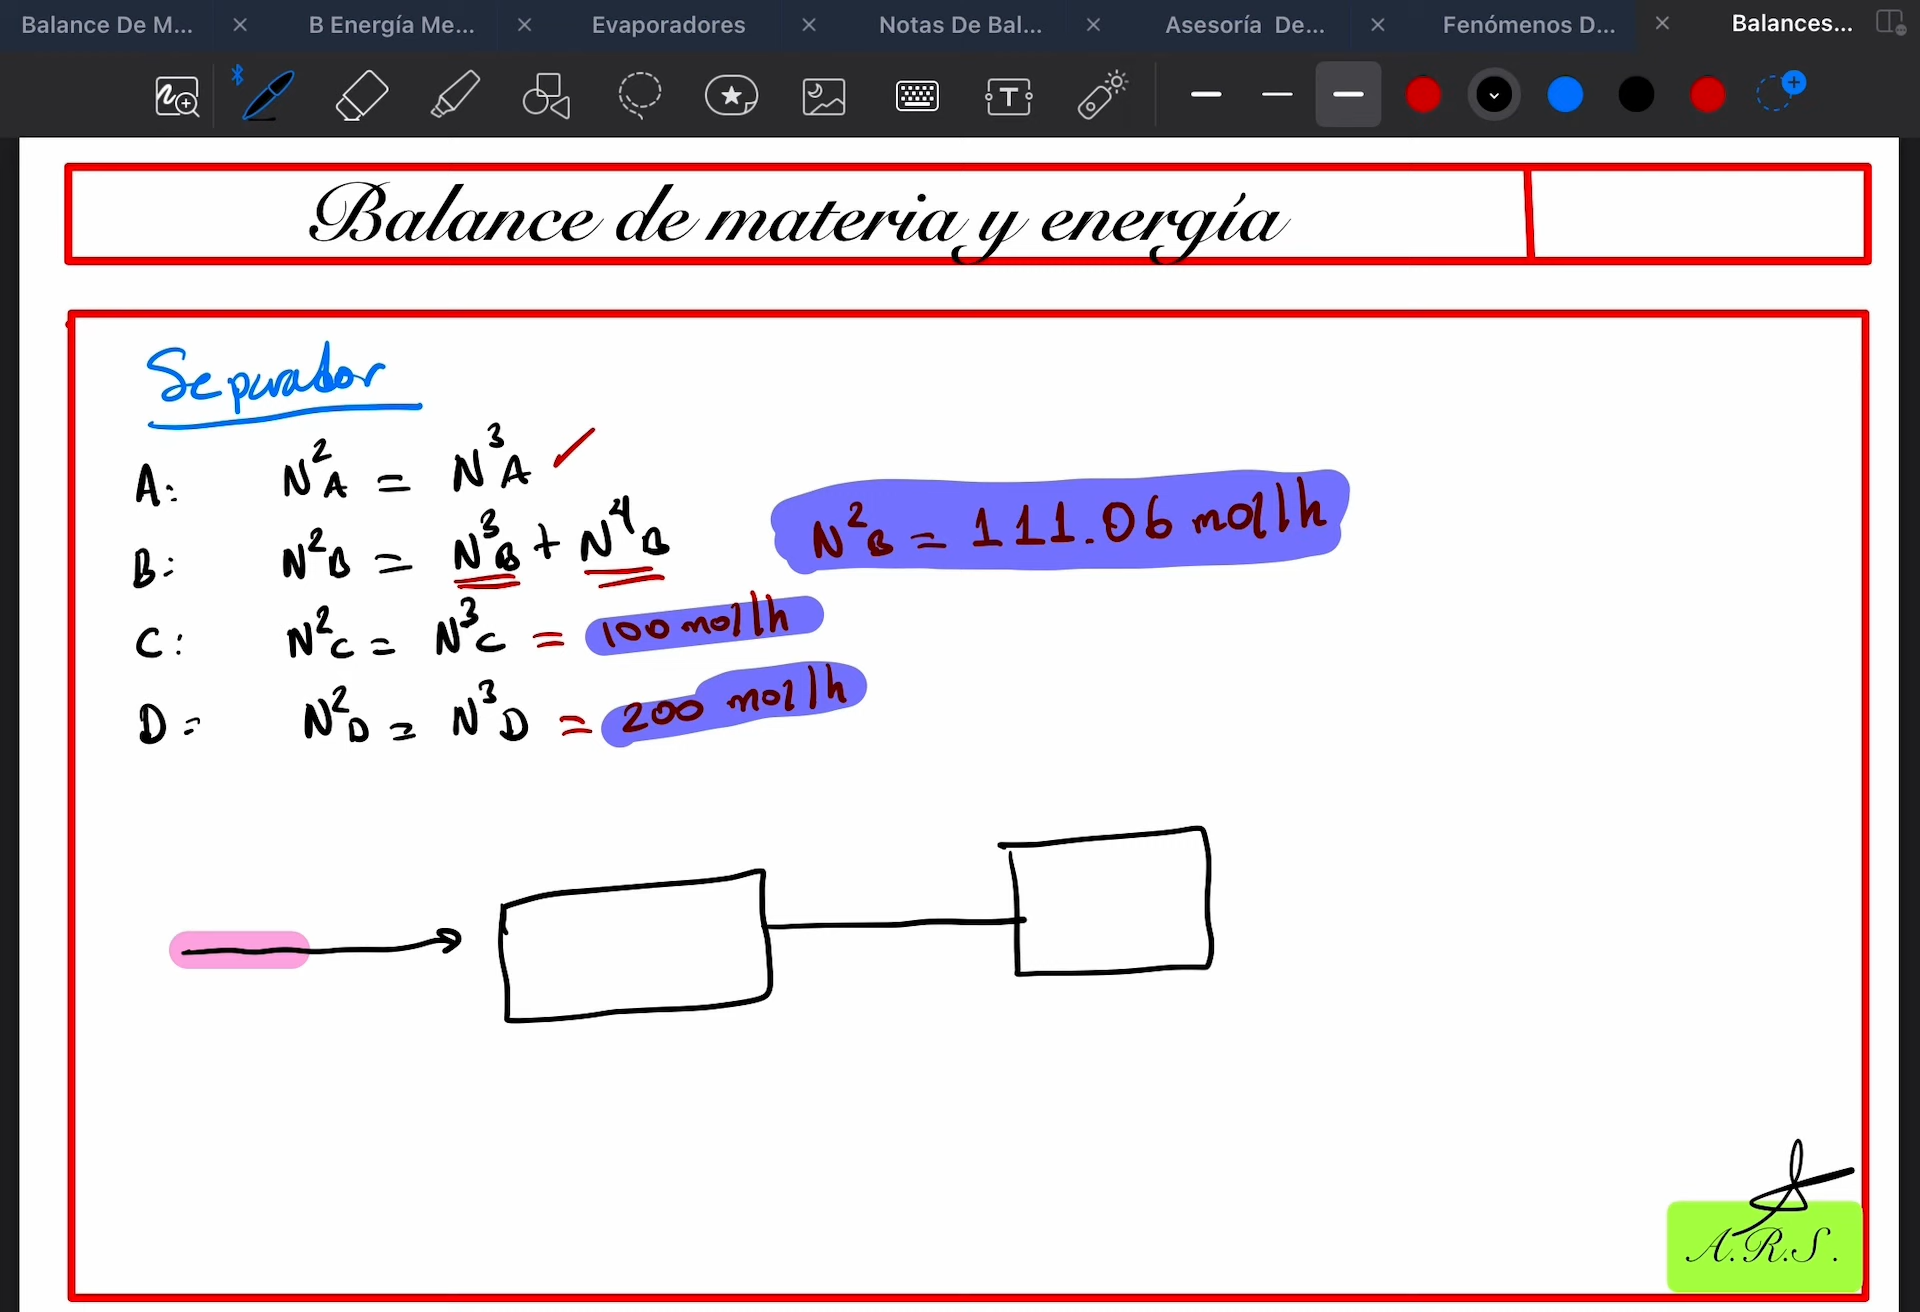 Balance De M... B Energía Me... Evaporadores Notas De Bal... Asesoría De... Fenómenos D... Balances...
Balance de materia y energía
Separador
A: N²A = N³A ✓
B: N²B = N³B + N⁴B N²B = 111.06 mol/h
C: N²C = N³C = 100 mol/h
D= N²D = N³D = 200 mol/h
A.R.S.